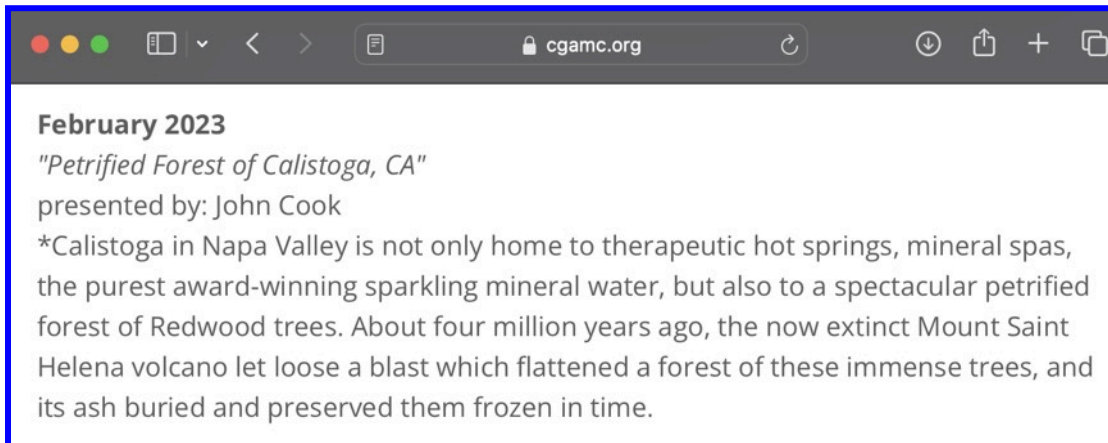 cgamc.org
February 2023
"Petrified Forest of Calistoga, CA"
presented by: John Cook
*Calistoga in Napa Valley is not only home to therapeutic hot springs, mineral spas,
the purest award-winning sparkling mineral water, but also to a spectacular petrified
forest of Redwood trees. About four million years ago, the now extinct Mount Saint
Helena volcano let loose a blast which flattened a forest of these immense trees, and
its ash buried and preserved them frozen in time.